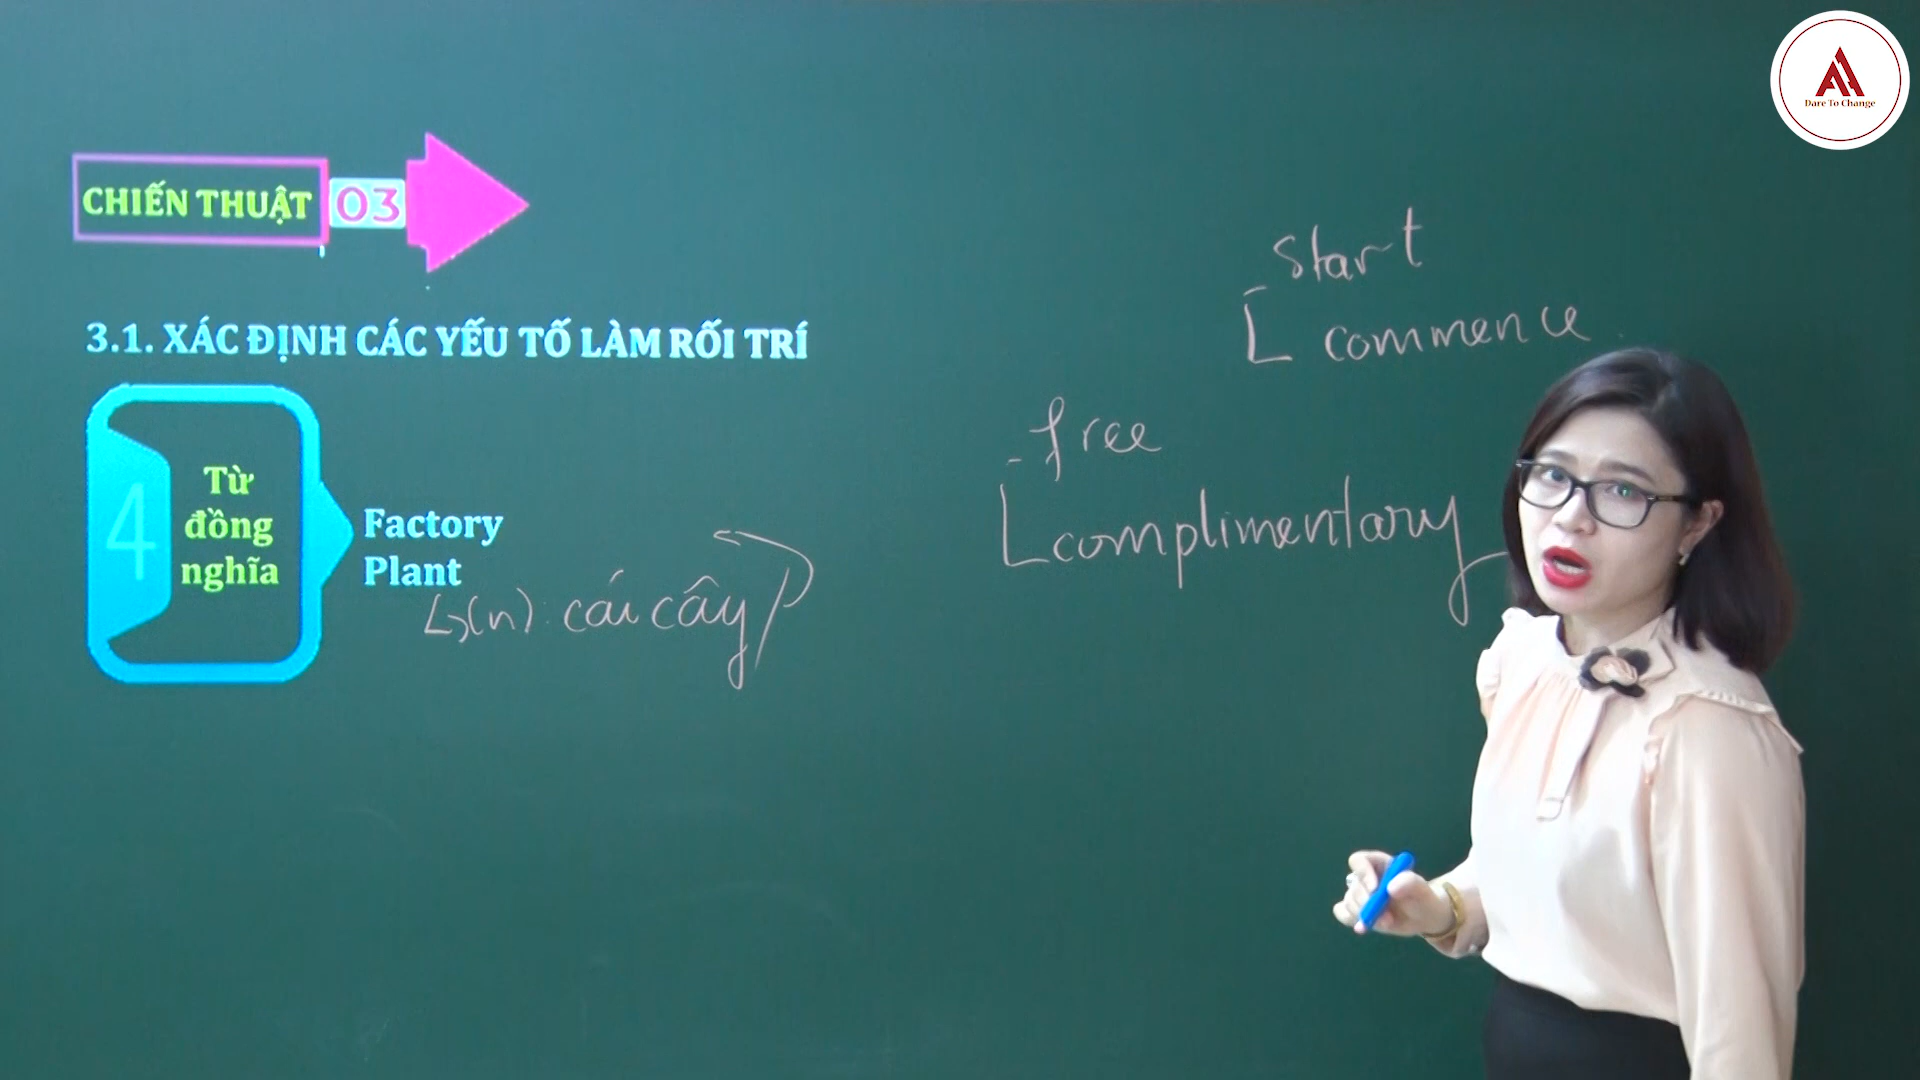 Dare To Change
CHIẾN THUẬT 03
3.1. XÁC ĐỊNH CÁC YẾU TỐ LÀM RỐI TRÍ
4
Từ
đồng
nghĩa
Factory
Plant
(n): cái cây
start
commence
free
complimentary